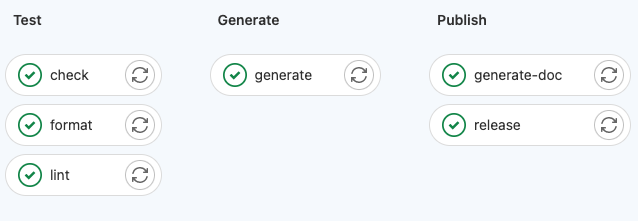 Test
check
format
lint
Generate
generate
Publish
generate-doc
release